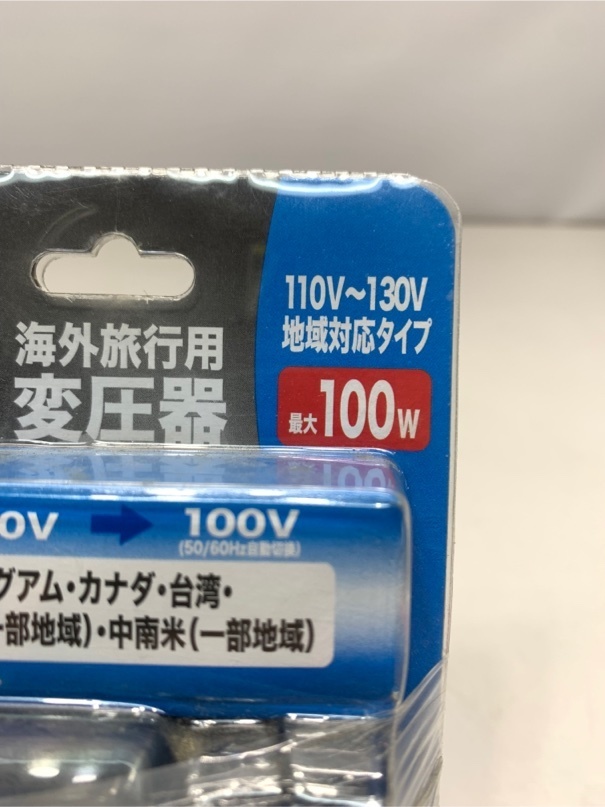 110V～130V
地域対応タイプ
最大100W
海外旅行用
変圧器
0V 100V
(50/60Hz自動切換)
グアム・カナダ・台湾・
部地域)・中南米(一部地域)